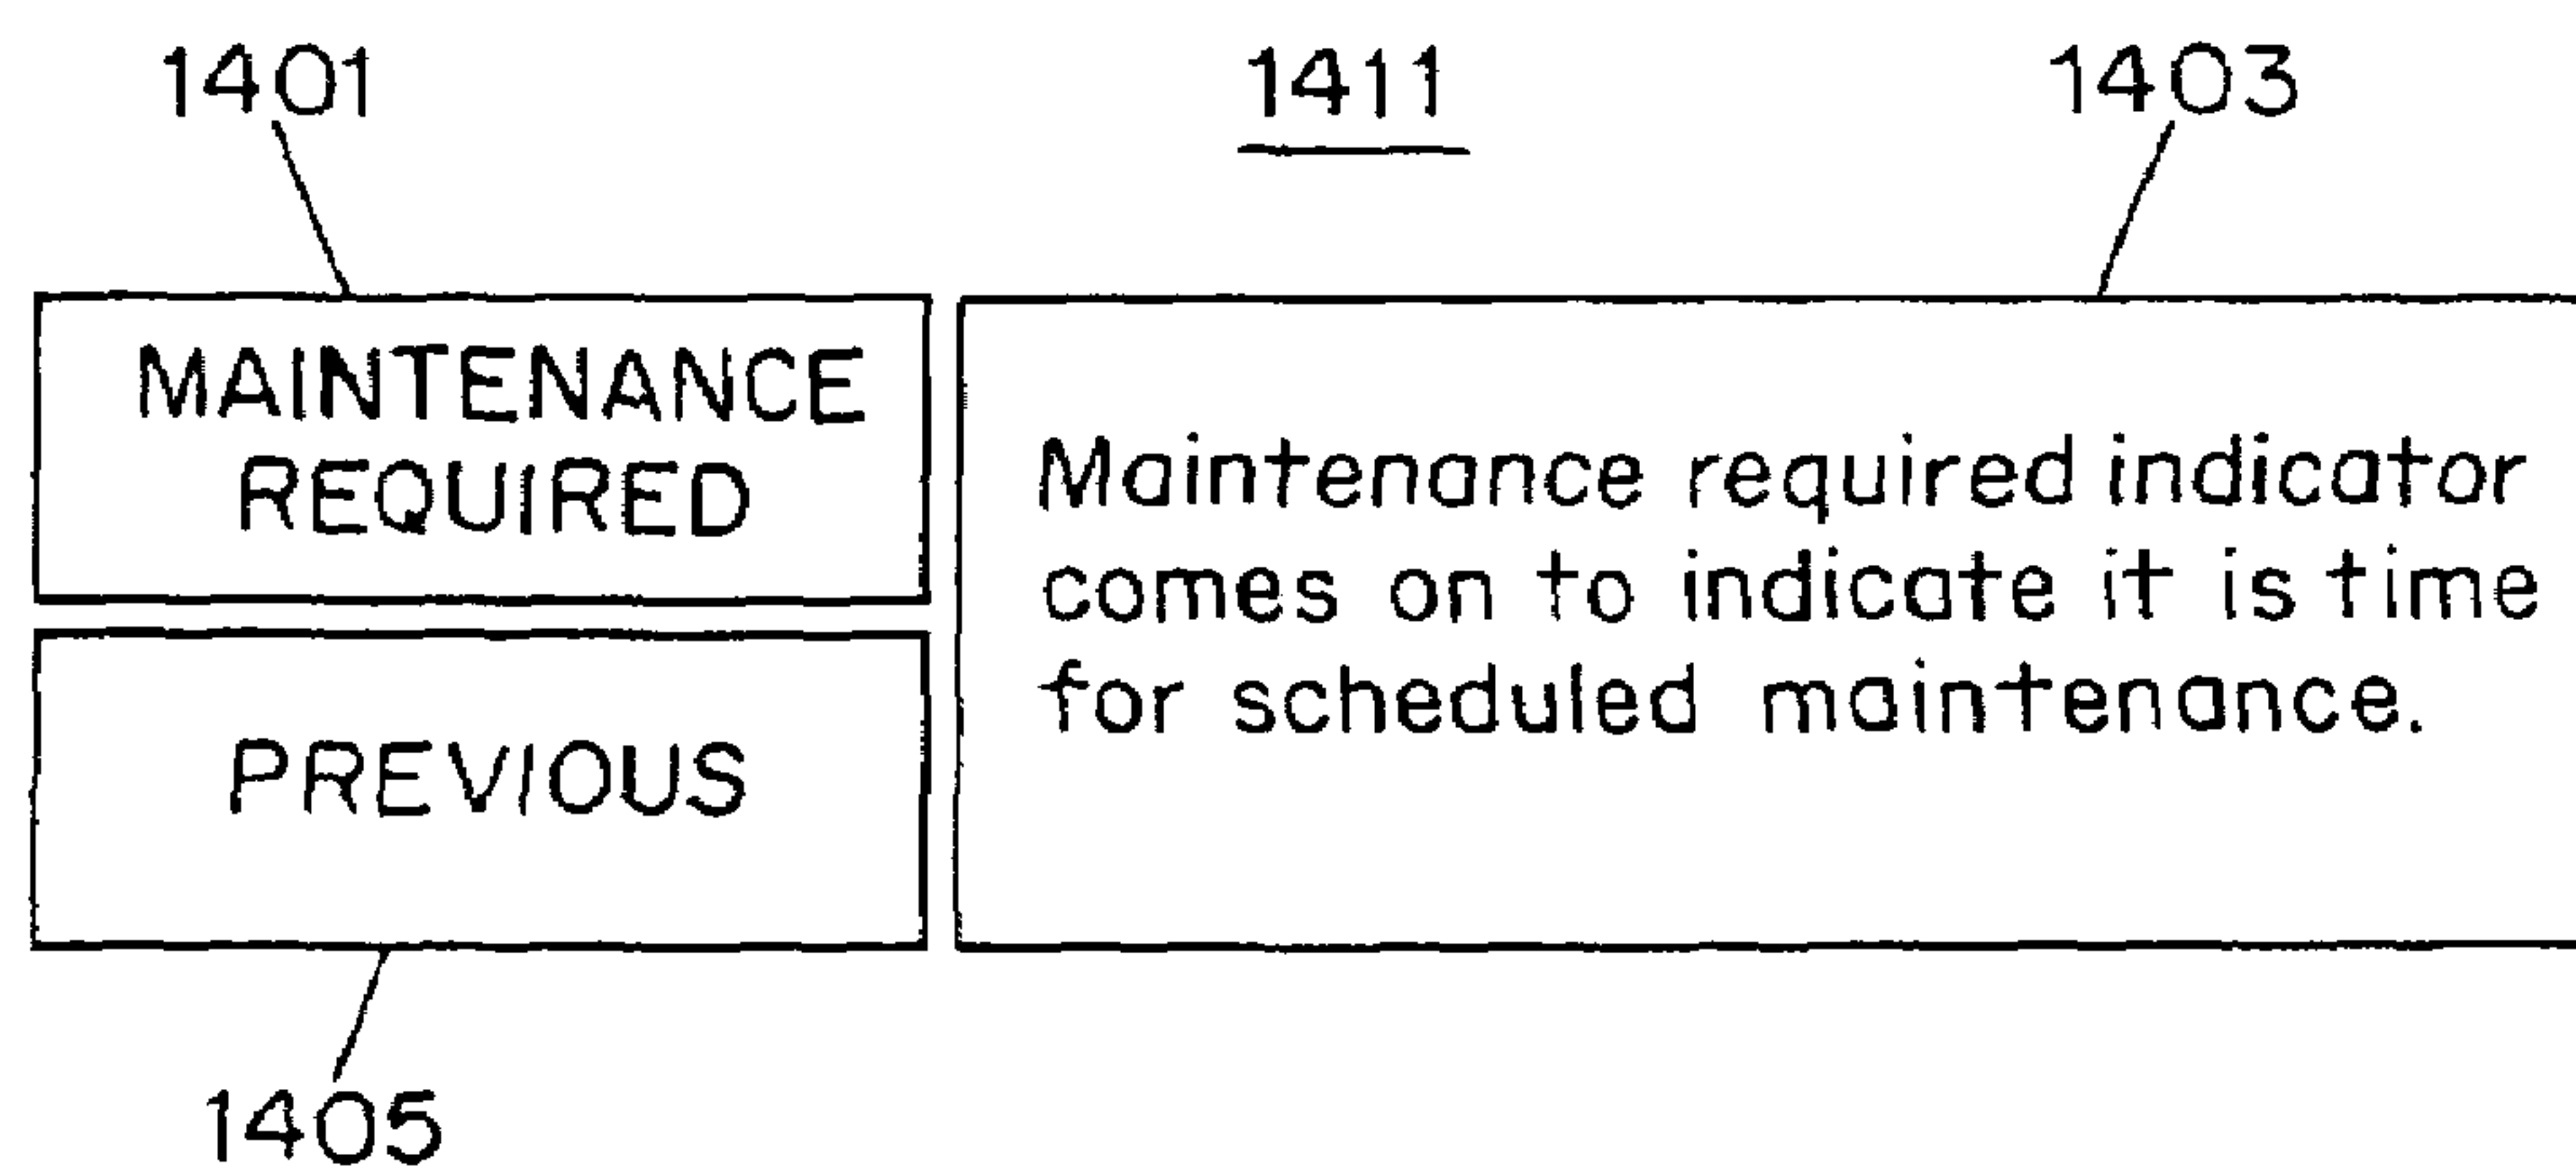 1401
1411
1403
MAINTENANCE
REQUIRED
Maintenance required indicator
comes on to indicate it is time
for scheduled maintenance.
PREVIOUS
1405